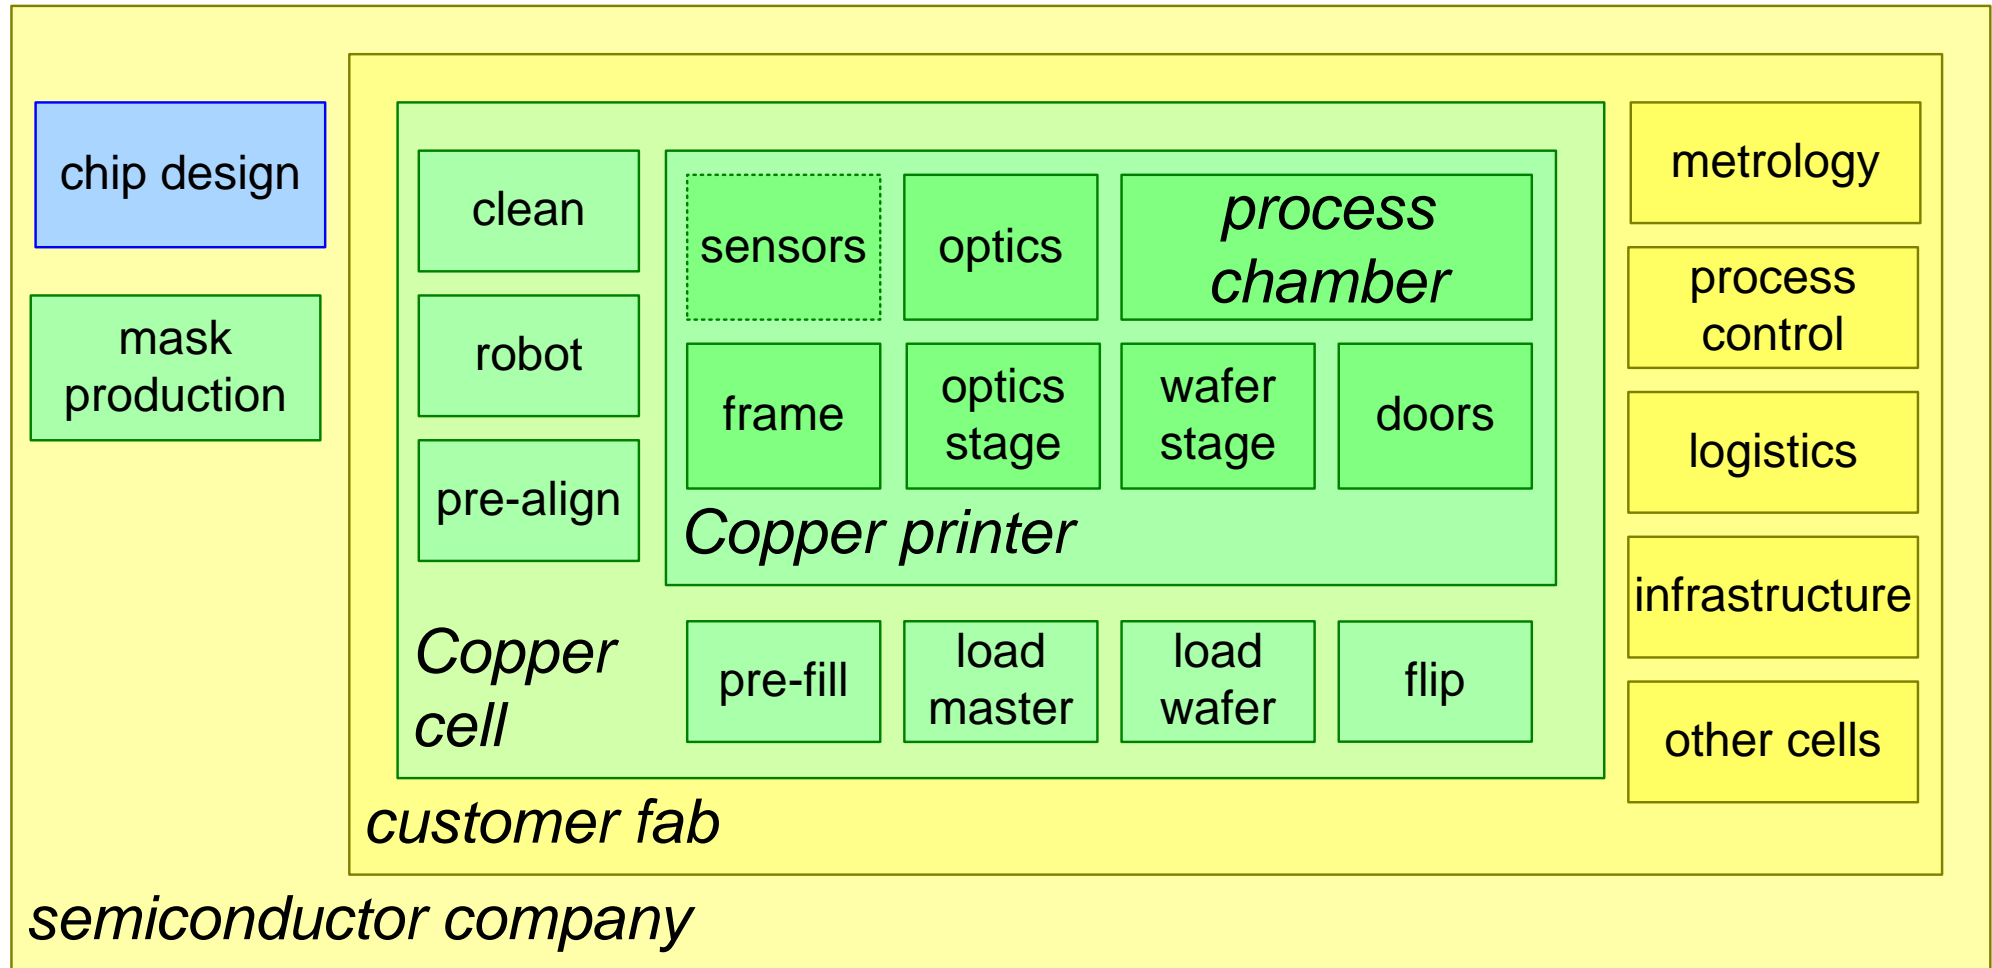 chip design
mask
production
clean
robot
pre-align
sensors
optics
process
chamber
frame
optics
stage
wafer
stage
doors
Copper printer
Copper
cell
pre-fill
load
master
load
wafer
flip
metrology
process
control
logistics
infrastructure
other cells
customer fab
semiconductor company